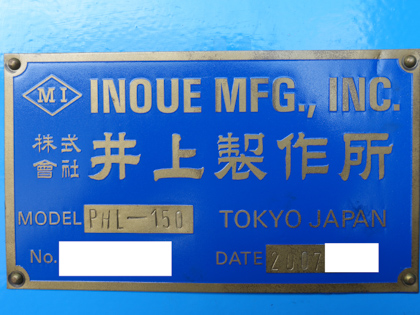 MI INOUE MFG., INC.
株式會社 井上製作所
MODEL PHL-150 TOKYO JAPAN
No. DATE 2007